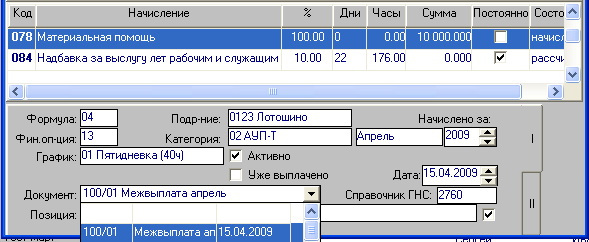 Код Начисление % Дни Часы Сумма Постоянно Состо
078 Материальная помощь 100.00 0 0.00 10 000.000 начисл
084 Надбавка за выслугу лет рабочим и служащим 10.00 22 176.00 0.000 рассчи
Формула: 04 Подр-ние: 0123 Лотошино Начислено за:
Фин.оп-ция: 13 Категория: 02 АУП-Т Апрель 2009
График: 01 Пятидневка (40ч) Активно
Уже выплачено Дата: 15.04.2009
Документ: 100/01 Межвыплата апрель Справочник ГНС: 2760
Позиция:
100/01 Межвыплата ап 15.04.2009
I
II